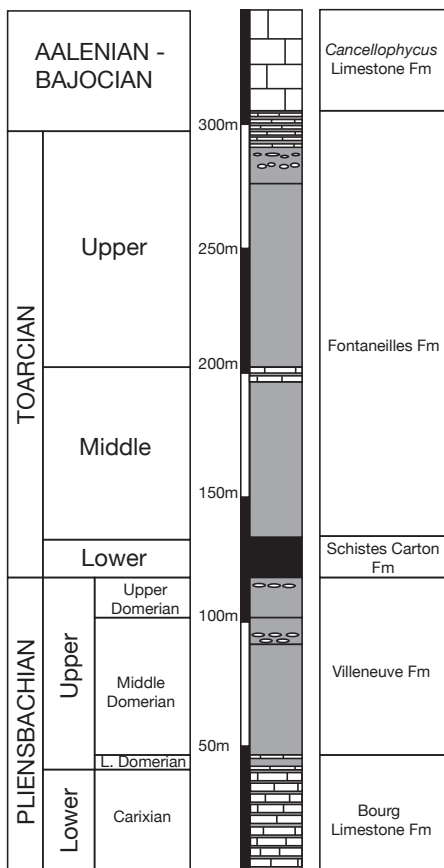 AALENIAN -
BAJOCIAN
TOARCIAN
Upper
Middle
Lower
PLIENSBACHIAN
Upper
Upper
Domerian
Middle
Domerian
L. Domerian
Lower
Carixian
300m
250m
200m
150m
100m
50m
Cancellophycus
Limestone Fm
Fontaneilles Fm
Schistes Carton
Fm
Villeneuve Fm
Bourg
Limestone Fm